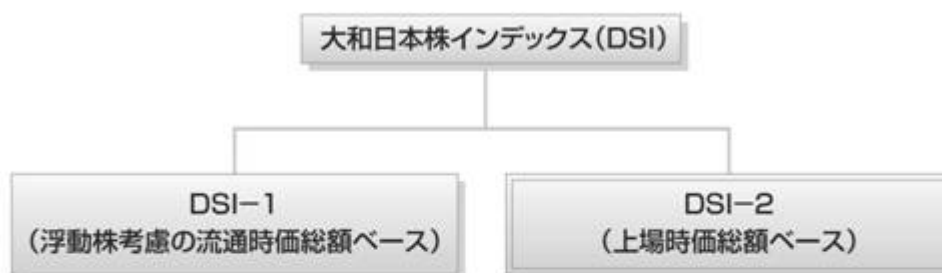 大和日本株インデックス(DSI)
DSI−1
(浮動株考慮の流通時価総額ベース)
DSI−2
(上場時価総額ベース)